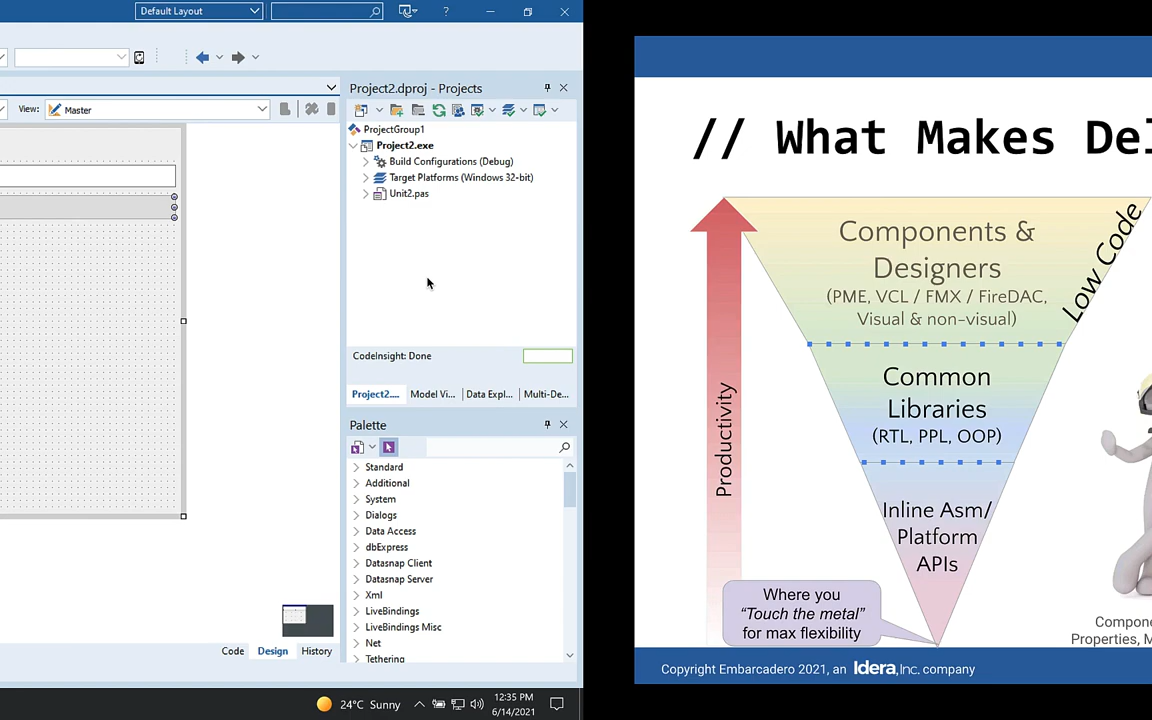 Default Layout
?
View:
Master
Project2.dproj - Projects
ProjectGroup1
Project2.exe
Build Configurations (Debug)
Target Platforms (Windows 32-bit)
Unit2.pas
CodeInsight: Done
Project2....
Model Vi...
Data Expl...
Multi-De...
Palette
Standard
Additional
System
Dialogs
Data Access
dbExpress
Datasnap Client
Datasnap Server
Xml
LiveBindings
LiveBindings Misc
Net
Tethering
Code
Design
History
24°C Sunny
12:35 PM
6/14/2021
// What Makes Del
Components &
Designers
(PME, VCL / FMX / FireDAC,
Visual & non-visual)
Low Code
Common
Libraries
(RTL, PPL, OOP)
Productivity
Inline Asm/
Platform
APIs
Where you
“Touch the metal”
for max flexibility
Compone
Properties, M
Copyright Embarcadero 2021, an Idera, Inc. company